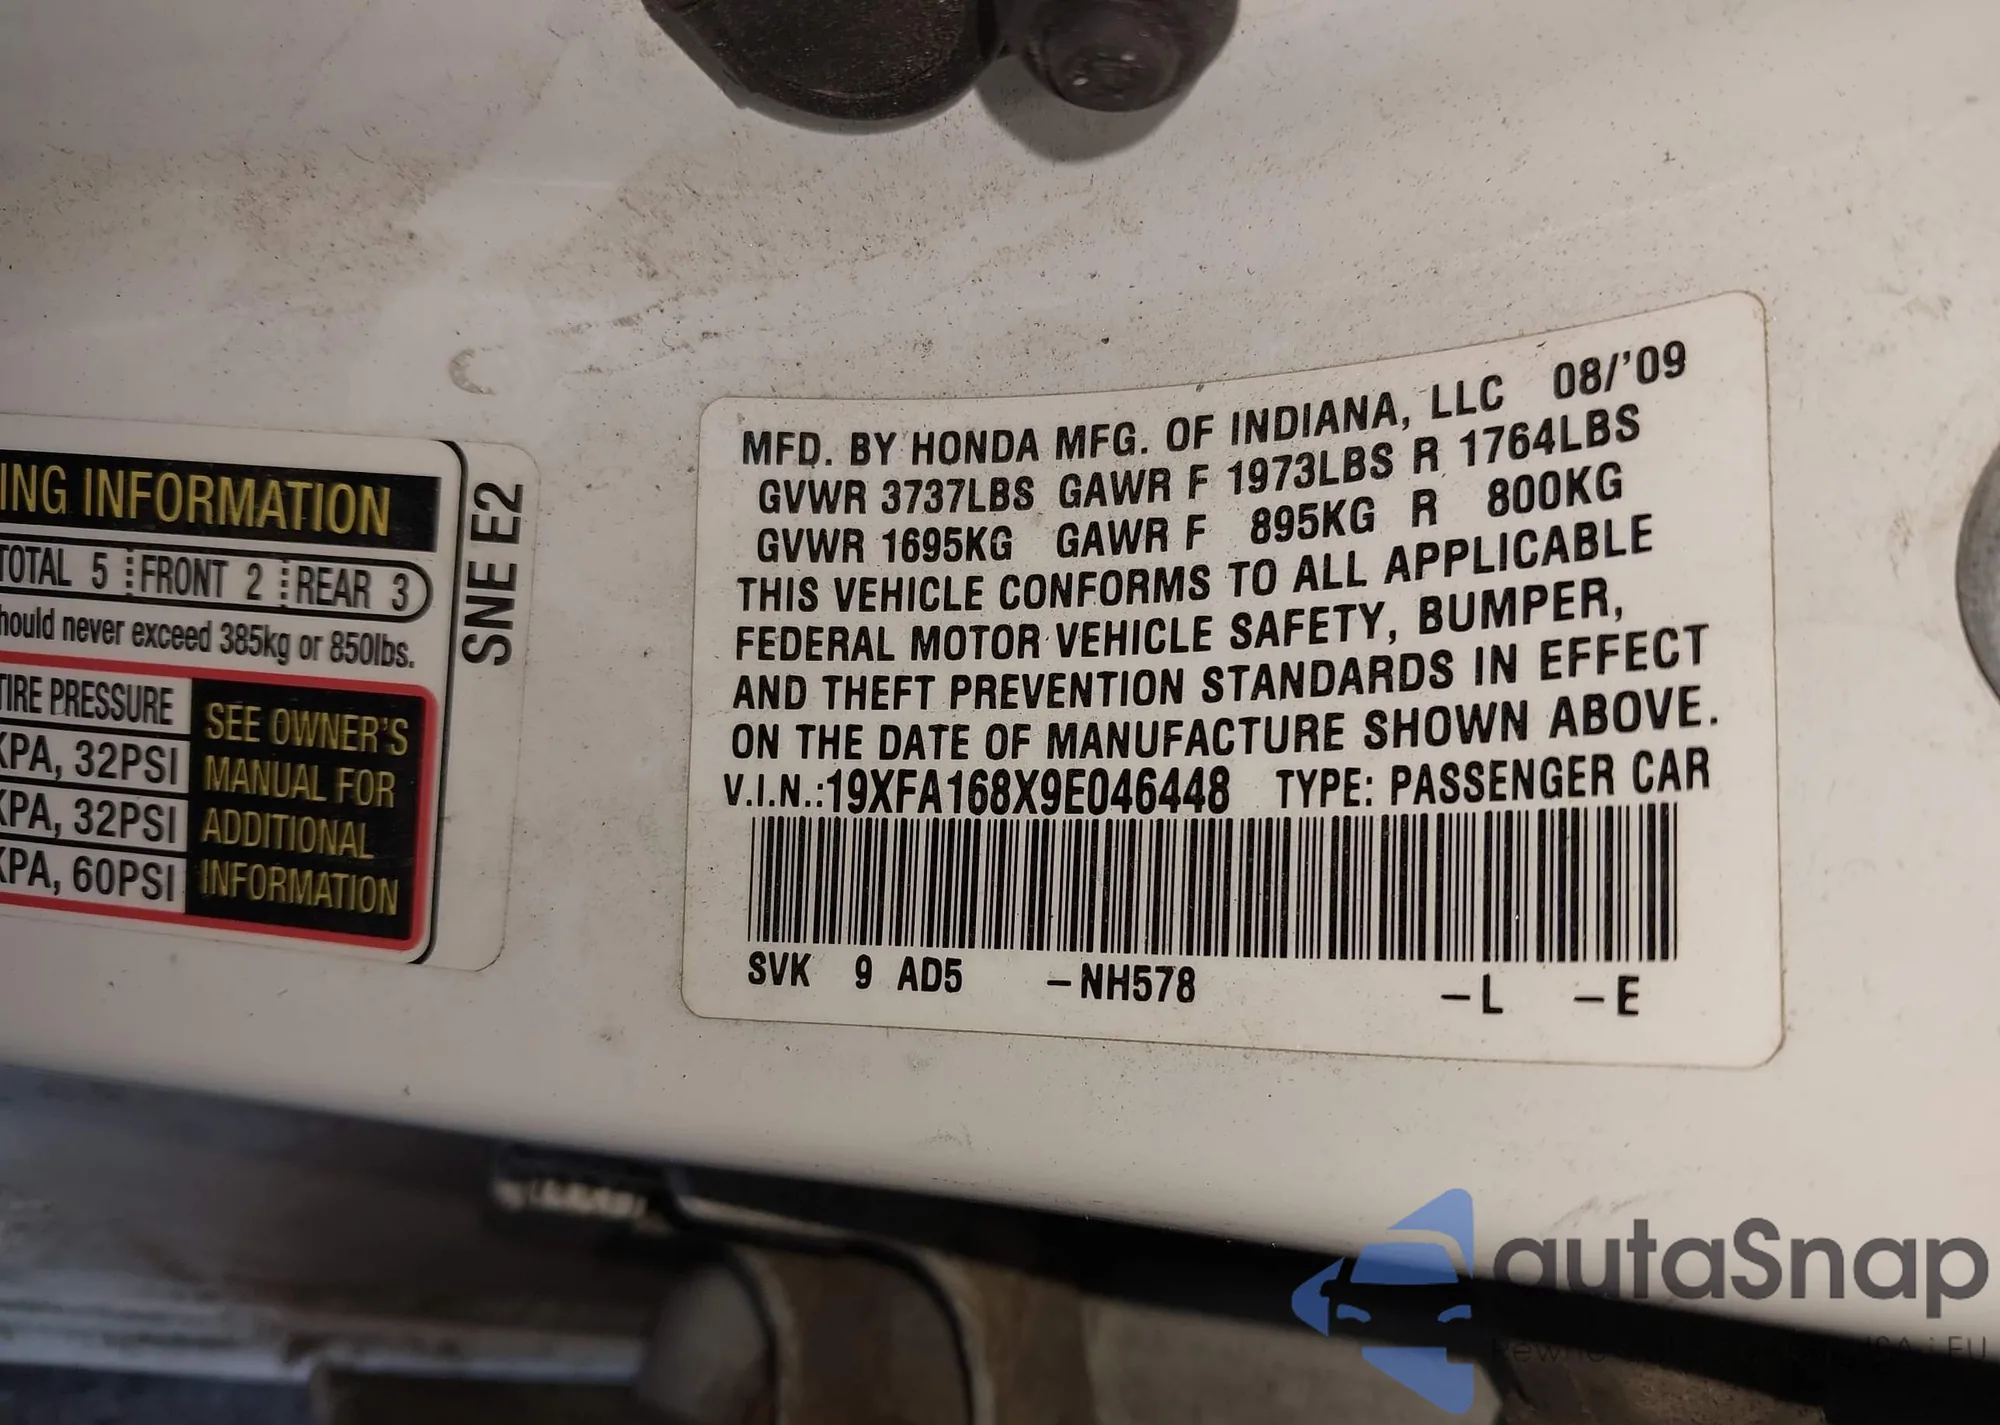 ING INFORMATION
TOTAL 5 FRONT 2 REAR 3
hould never exceed 385kg or 850lbs.
TIRE PRESSURE
KPA, 32PSI
KPA, 32PSI
KPA, 60PSI
SEE OWNER'S
MANUAL FOR
ADDITIONAL
INFORMATION
SNE E2
MFD. BY HONDA MFG. OF INDIANA, LLC 08/'09
GVWR 3737LBS GAWR F 1973LBS R 1764LBS
GVWR 1695KG GAWR F 895KG R 800KG
THIS VEHICLE CONFORMS TO ALL APPLICABLE
FEDERAL MOTOR VEHICLE SAFETY, BUMPER,
AND THEFT PREVENTION STANDARDS IN EFFECT
ON THE DATE OF MANUFACTURE SHOWN ABOVE.
V.I.N.:19XFA168X9E046448 TYPE: PASSENGER CAR
SVK 9 AD5 -NH578 -L -E
autaSnap